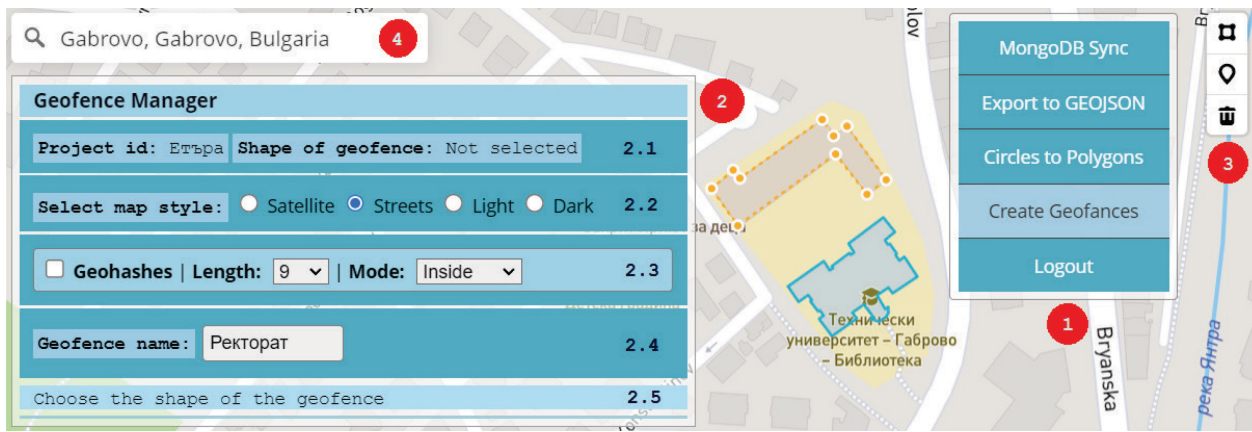 Gabrovo, Gabrovo, Bulgaria
4
Geofence Manager
2
Project id: Етъра Shape of geofence: Not selected 2.1
Select map style: Satellite Streets Light Dark 2.2
Geohashes | Length: 9 | Mode: Inside 2.3
Geofence name: Ректорат 2.4
Choose the shape of the geofence 2.5
MongoDB Sync
Export to GEOJSON
Circles to Polygons
Create Geofances
Logout
1
3
Технически
университет – Габрово
– Библиотека
Bryanska
река Янтра